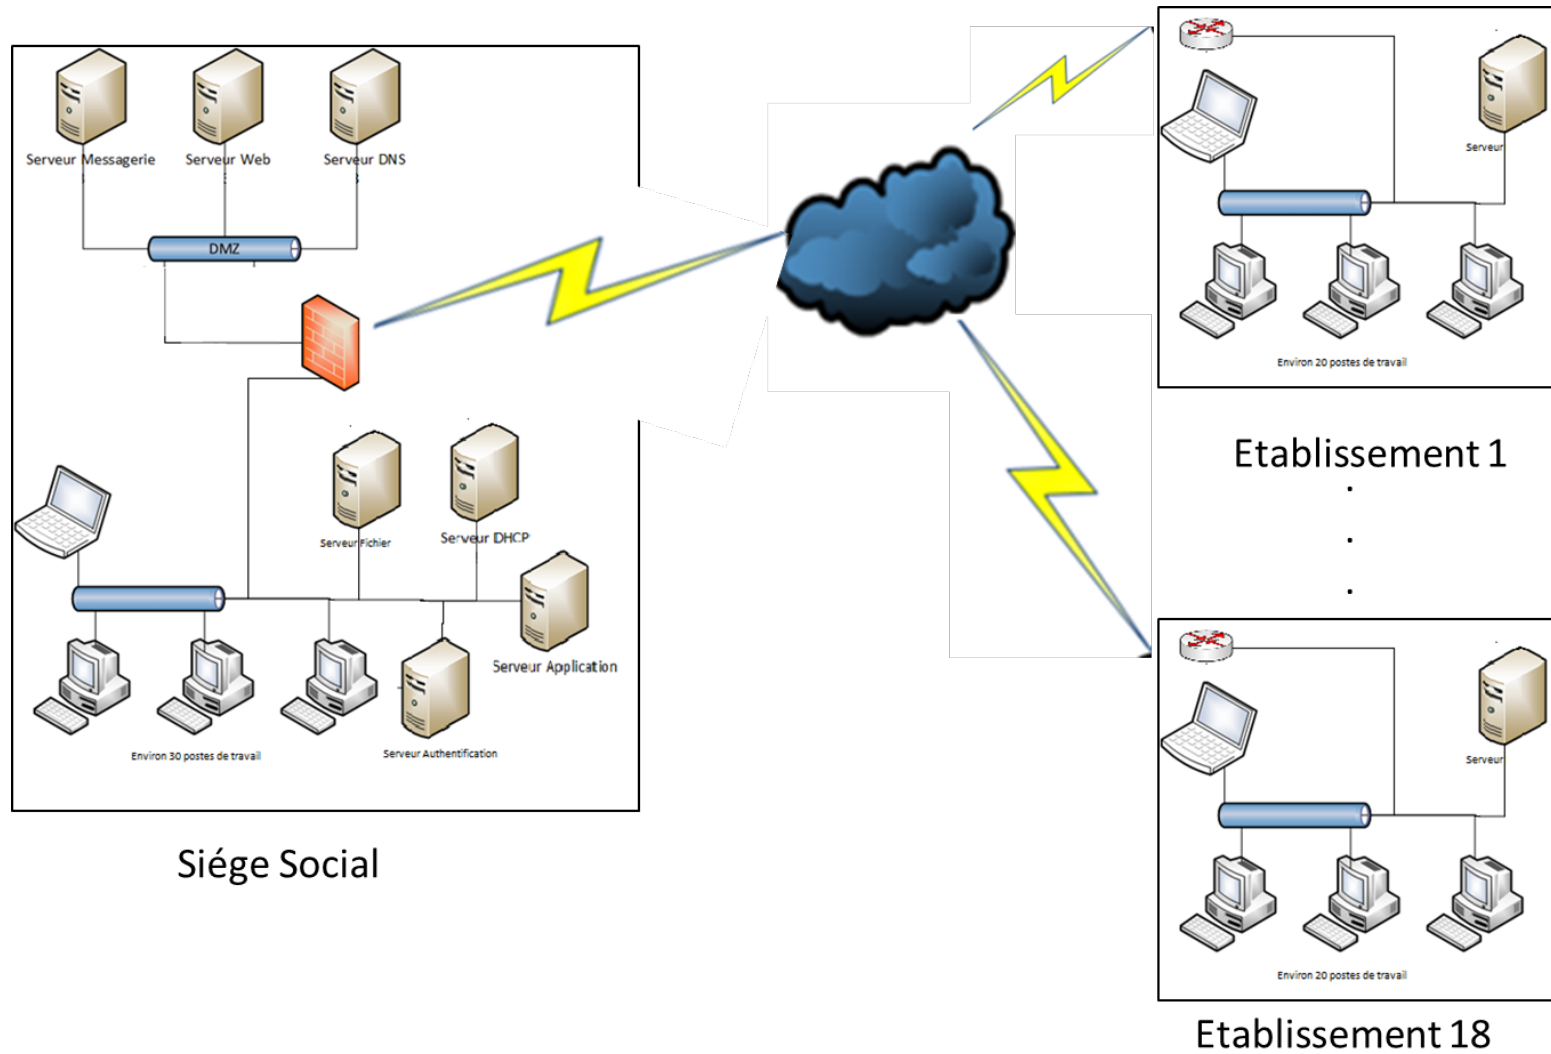 Serveur Messagerie
Serveur Web
Serveur DNS
DMZ
Serveur Fichier
Serveur DHCP
Serveur Application
Serveur Authentification
Environ 30 postes de travail
Siége Social
Serveur
Environ 20 postes de travail
Etablissement 1
.
.
.
Serveur
Environ 20 postes de travail
Etablissement 18